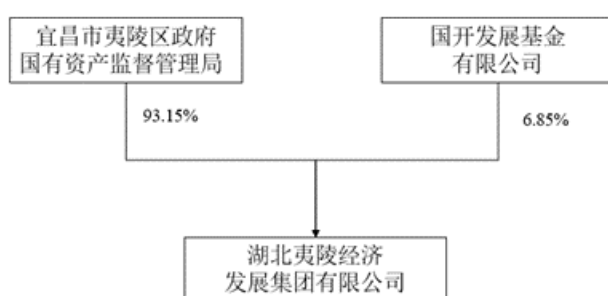 宜昌市夷陵区政府
国有资产监督管理局
国开发展基金
有限公司
93.15%
6.85%
湖北夷陵经济
发展集团有限公司